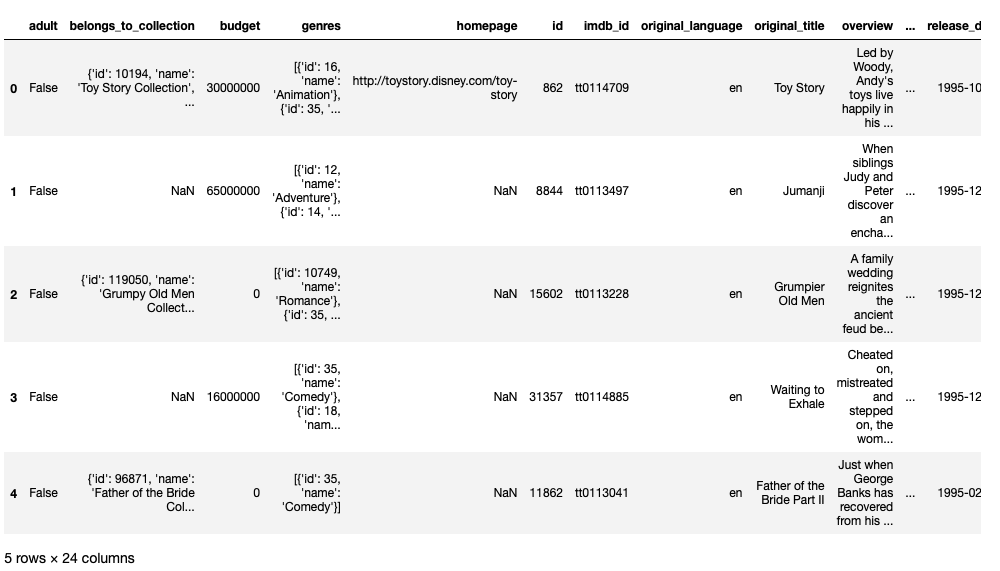 adult belongs_to_collection budget genres homepage id imdb_id original_language original_title overview ... release_d
0 False {'id': 10194, 'name': 'Toy Story Collection', ... 30000000 [{'id': 16, 'name': 'Animation'}, {'id': 35, '... http://toystory.disney.com/toy-story 862 tt0114709 en Toy Story Led by Woody, Andy's toys live happily in his ... ... 1995-10
1 False NaN 65000000 [{'id': 12, 'name': 'Adventure'}, {'id': 14, '... NaN 8844 tt0113497 en Jumanji When siblings Judy and Peter discover an encha... ... 1995-12
2 False {'id': 119050, 'name': 'Grumpy Old Men Collect... 0 [{'id': 10749, 'name': 'Romance'}, {'id': 35, ... NaN 15602 tt0113228 en Grumpier Old Men A family wedding reignites the ancient feud be... ... 1995-12
3 False NaN 16000000 [{'id': 35, 'name': 'Comedy'}, {'id': 18, 'nam... NaN 31357 tt0114885 en Waiting to Exhale Cheated on, mistreated and stepped on, the wom... ... 1995-12
4 False {'id': 96871, 'name': 'Father of the Bride Col... 0 [{'id': 35, 'name': 'Comedy'}] NaN 11862 tt0113041 en Father of the Bride Part II Just when George Banks has recovered from his ... ... 1995-02
5 rows × 24 columns